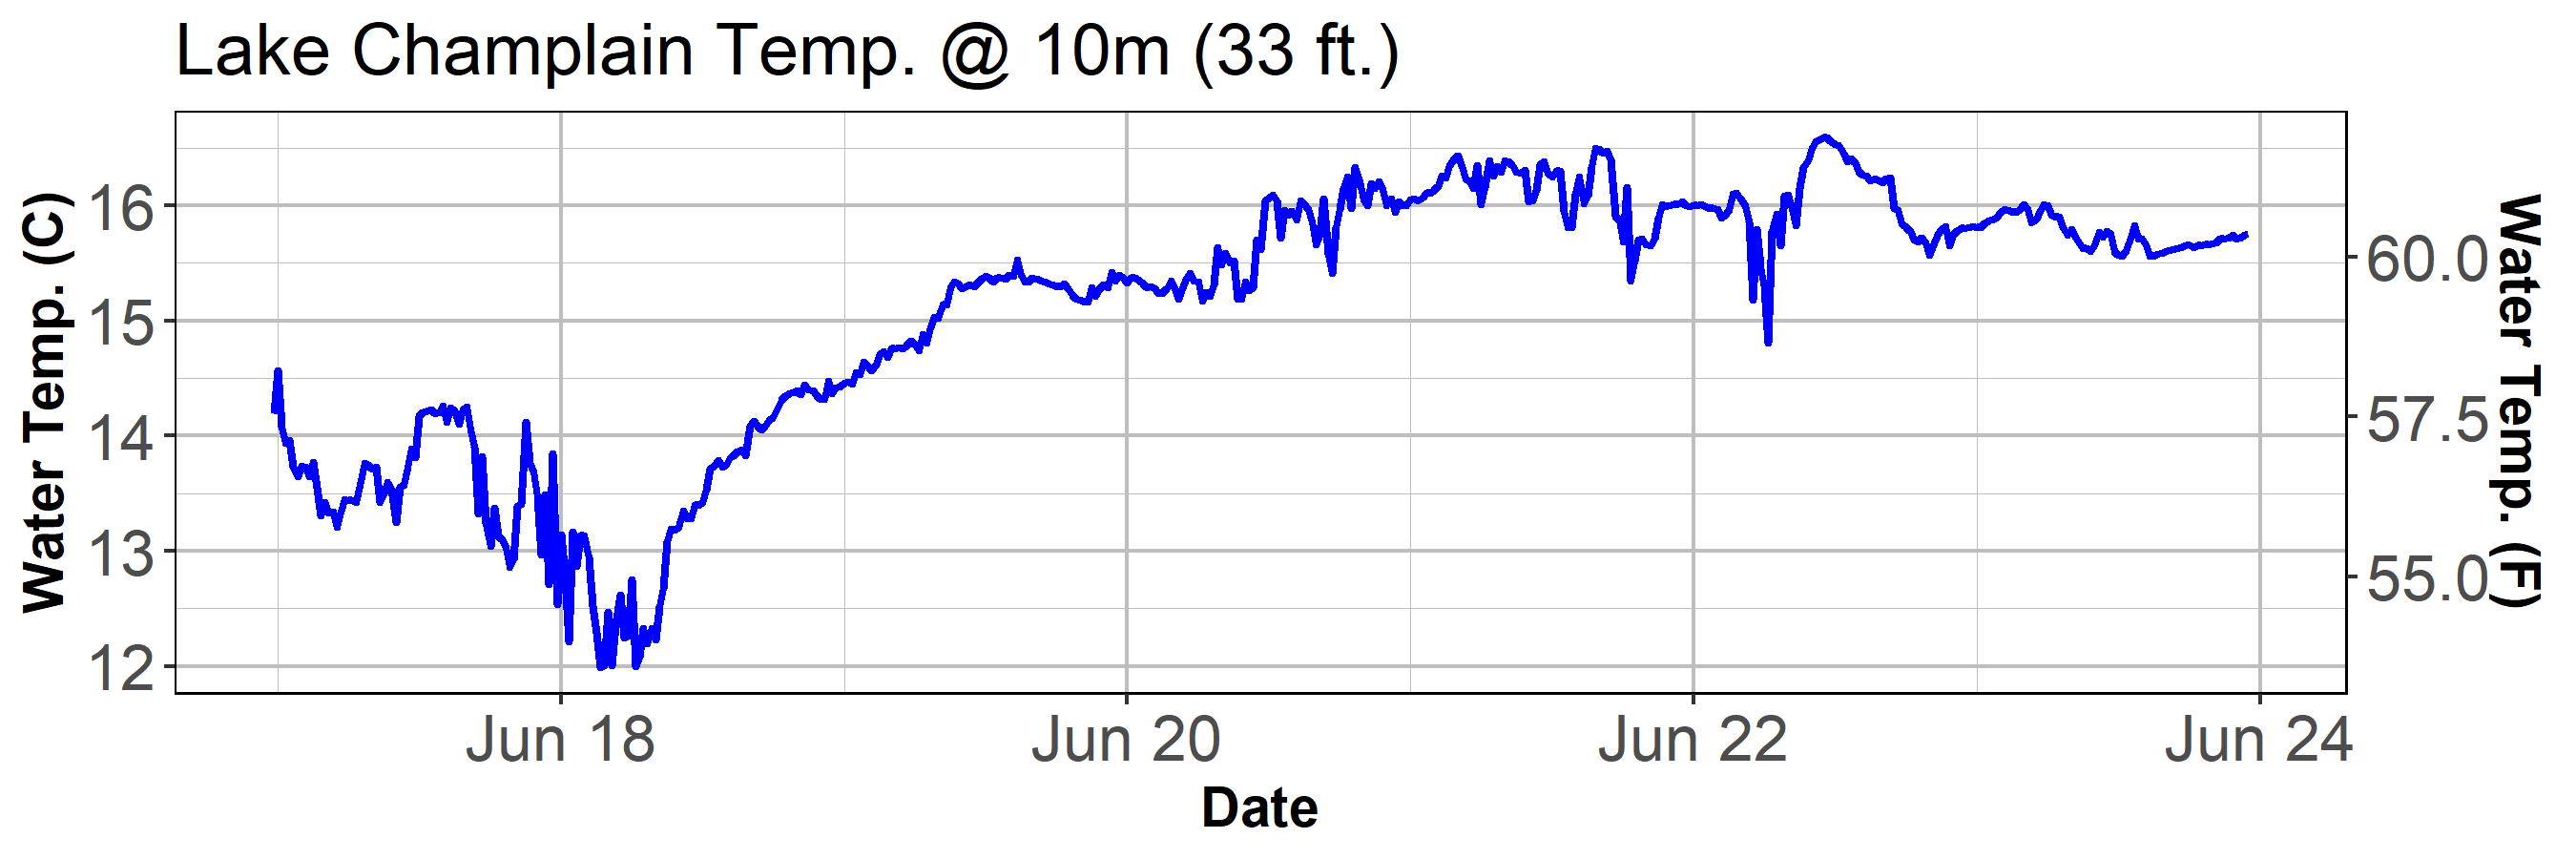 Lake Champlain Temp. @ 10m (33 ft.)
Water Temp. (C)
16
15
14
13
12
60.0
57.5
55.0
Water Temp. (F)
Jun 18
Jun 20
Jun 22
Jun 24
Date